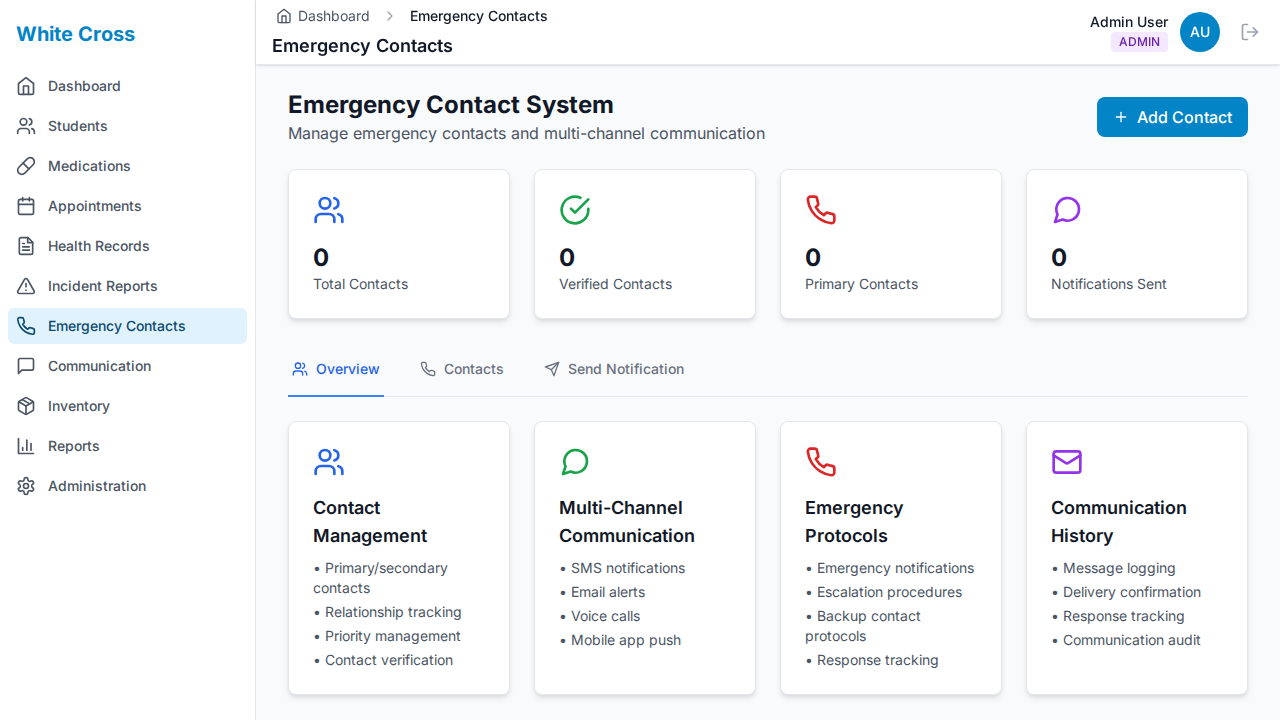 White Cross
Dashboard
Students
Medications
Appointments
Health Records
Incident Reports
Emergency Contacts
Communication
Inventory
Reports
Administration
Dashboard
Emergency Contacts
Emergency Contacts
Admin User
ADMIN
AU
Emergency Contact System
Manage emergency contacts and multi-channel communication
Add Contact
0
Total Contacts
0
Verified Contacts
0
Primary Contacts
0
Notifications Sent
Overview
Contacts
Send Notification
Contact
Management
• Primary/secondary
contacts
• Relationship tracking
• Priority management
• Contact verification
Multi-Channel
Communication
• SMS notifications
• Email alerts
• Voice calls
• Mobile app push
Emergency
Protocols
• Emergency notifications
• Escalation procedures
• Backup contact
protocols
• Response tracking
Communication
History
• Message logging
• Delivery confirmation
• Response tracking
• Communication audit